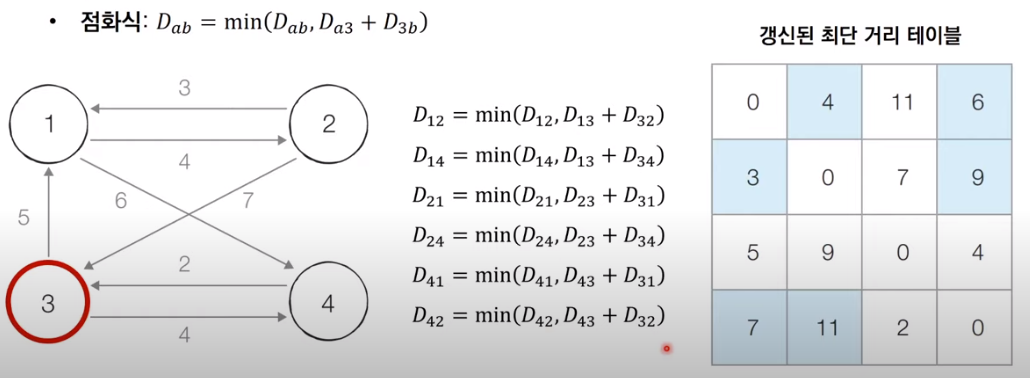 • 점화식: D_ab = min(D_ab, D_a3 + D_3b)
갱신된 최단 거리 테이블
3
1
2
4
6
7
5
2
3
4
4
D_12 = min(D_12, D_13 + D_32)
D_14 = min(D_14, D_13 + D_34)
D_21 = min(D_21, D_23 + D_31)
D_24 = min(D_24, D_23 + D_34)
D_41 = min(D_41, D_43 + D_31)
D_42 = min(D_42, D_43 + D_32)
0 4 11 6
3 0 7 9
5 9 0 4
7 11 2 0